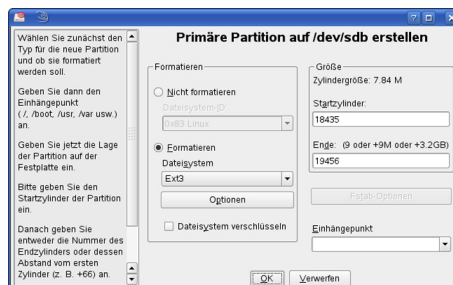 Wählen Sie zunächst den
Typ für die neue Partition
und ob sie formatiert
werden soll.
Geben Sie dann den
Einhängepunkt
( /, /boot, /usr, /var usw.)
an.
Geben Sie jetzt die Lage
der Partition auf der
Festplatte ein.
Bitte geben Sie den
Startzylinder der Partition
ein.
Danach geben Sie
entweder die Nummer des
Endzylinders oder dessen
Abstand vom ersten
Zylinder (z. B. +66) an.
Primäre Partition auf /dev/sdb erstellen
Formatieren
Nicht formatieren
Dateisystem-ID:
0x83 Linux
Formatieren
Dateisystem
Ext3
Optionen
Dateisystem verschlüsseln
Größe
Zylindergröße: 7.84 M
Startzylinder:
18435
Ende: (9 oder +9M oder +3.2GB)
19456
Fstab-Optionen
Einhängepunkt
OK
Verwerfen